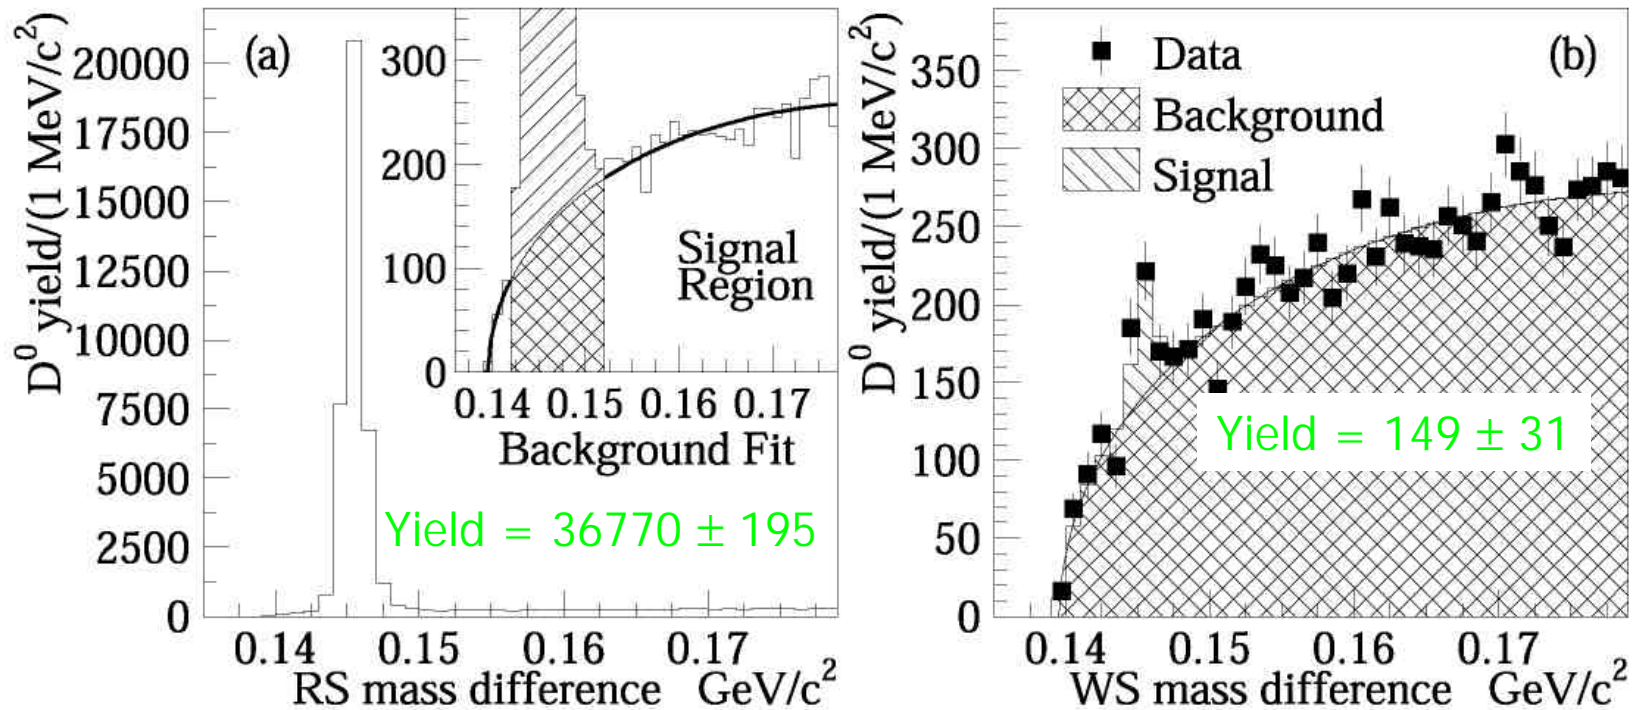 D⁰ yield/(1 MeV/c²)
20000
17500
15000
12500
10000
7500
5000
2500
0
(a)
300
200
100
0
Signal
Region
0.14 0.15 0.16 0.17
Background Fit
Yield = 36770 ± 195
0.14 0.15 0.16 0.17
RS mass difference GeV/c²
D⁰ yield/(1 MeV/c²)
350
300
250
200
150
100
50
0
Data
Background
Signal
(b)
Yield = 149 ± 31
0.14 0.15 0.16 0.17
WS mass difference GeV/c²